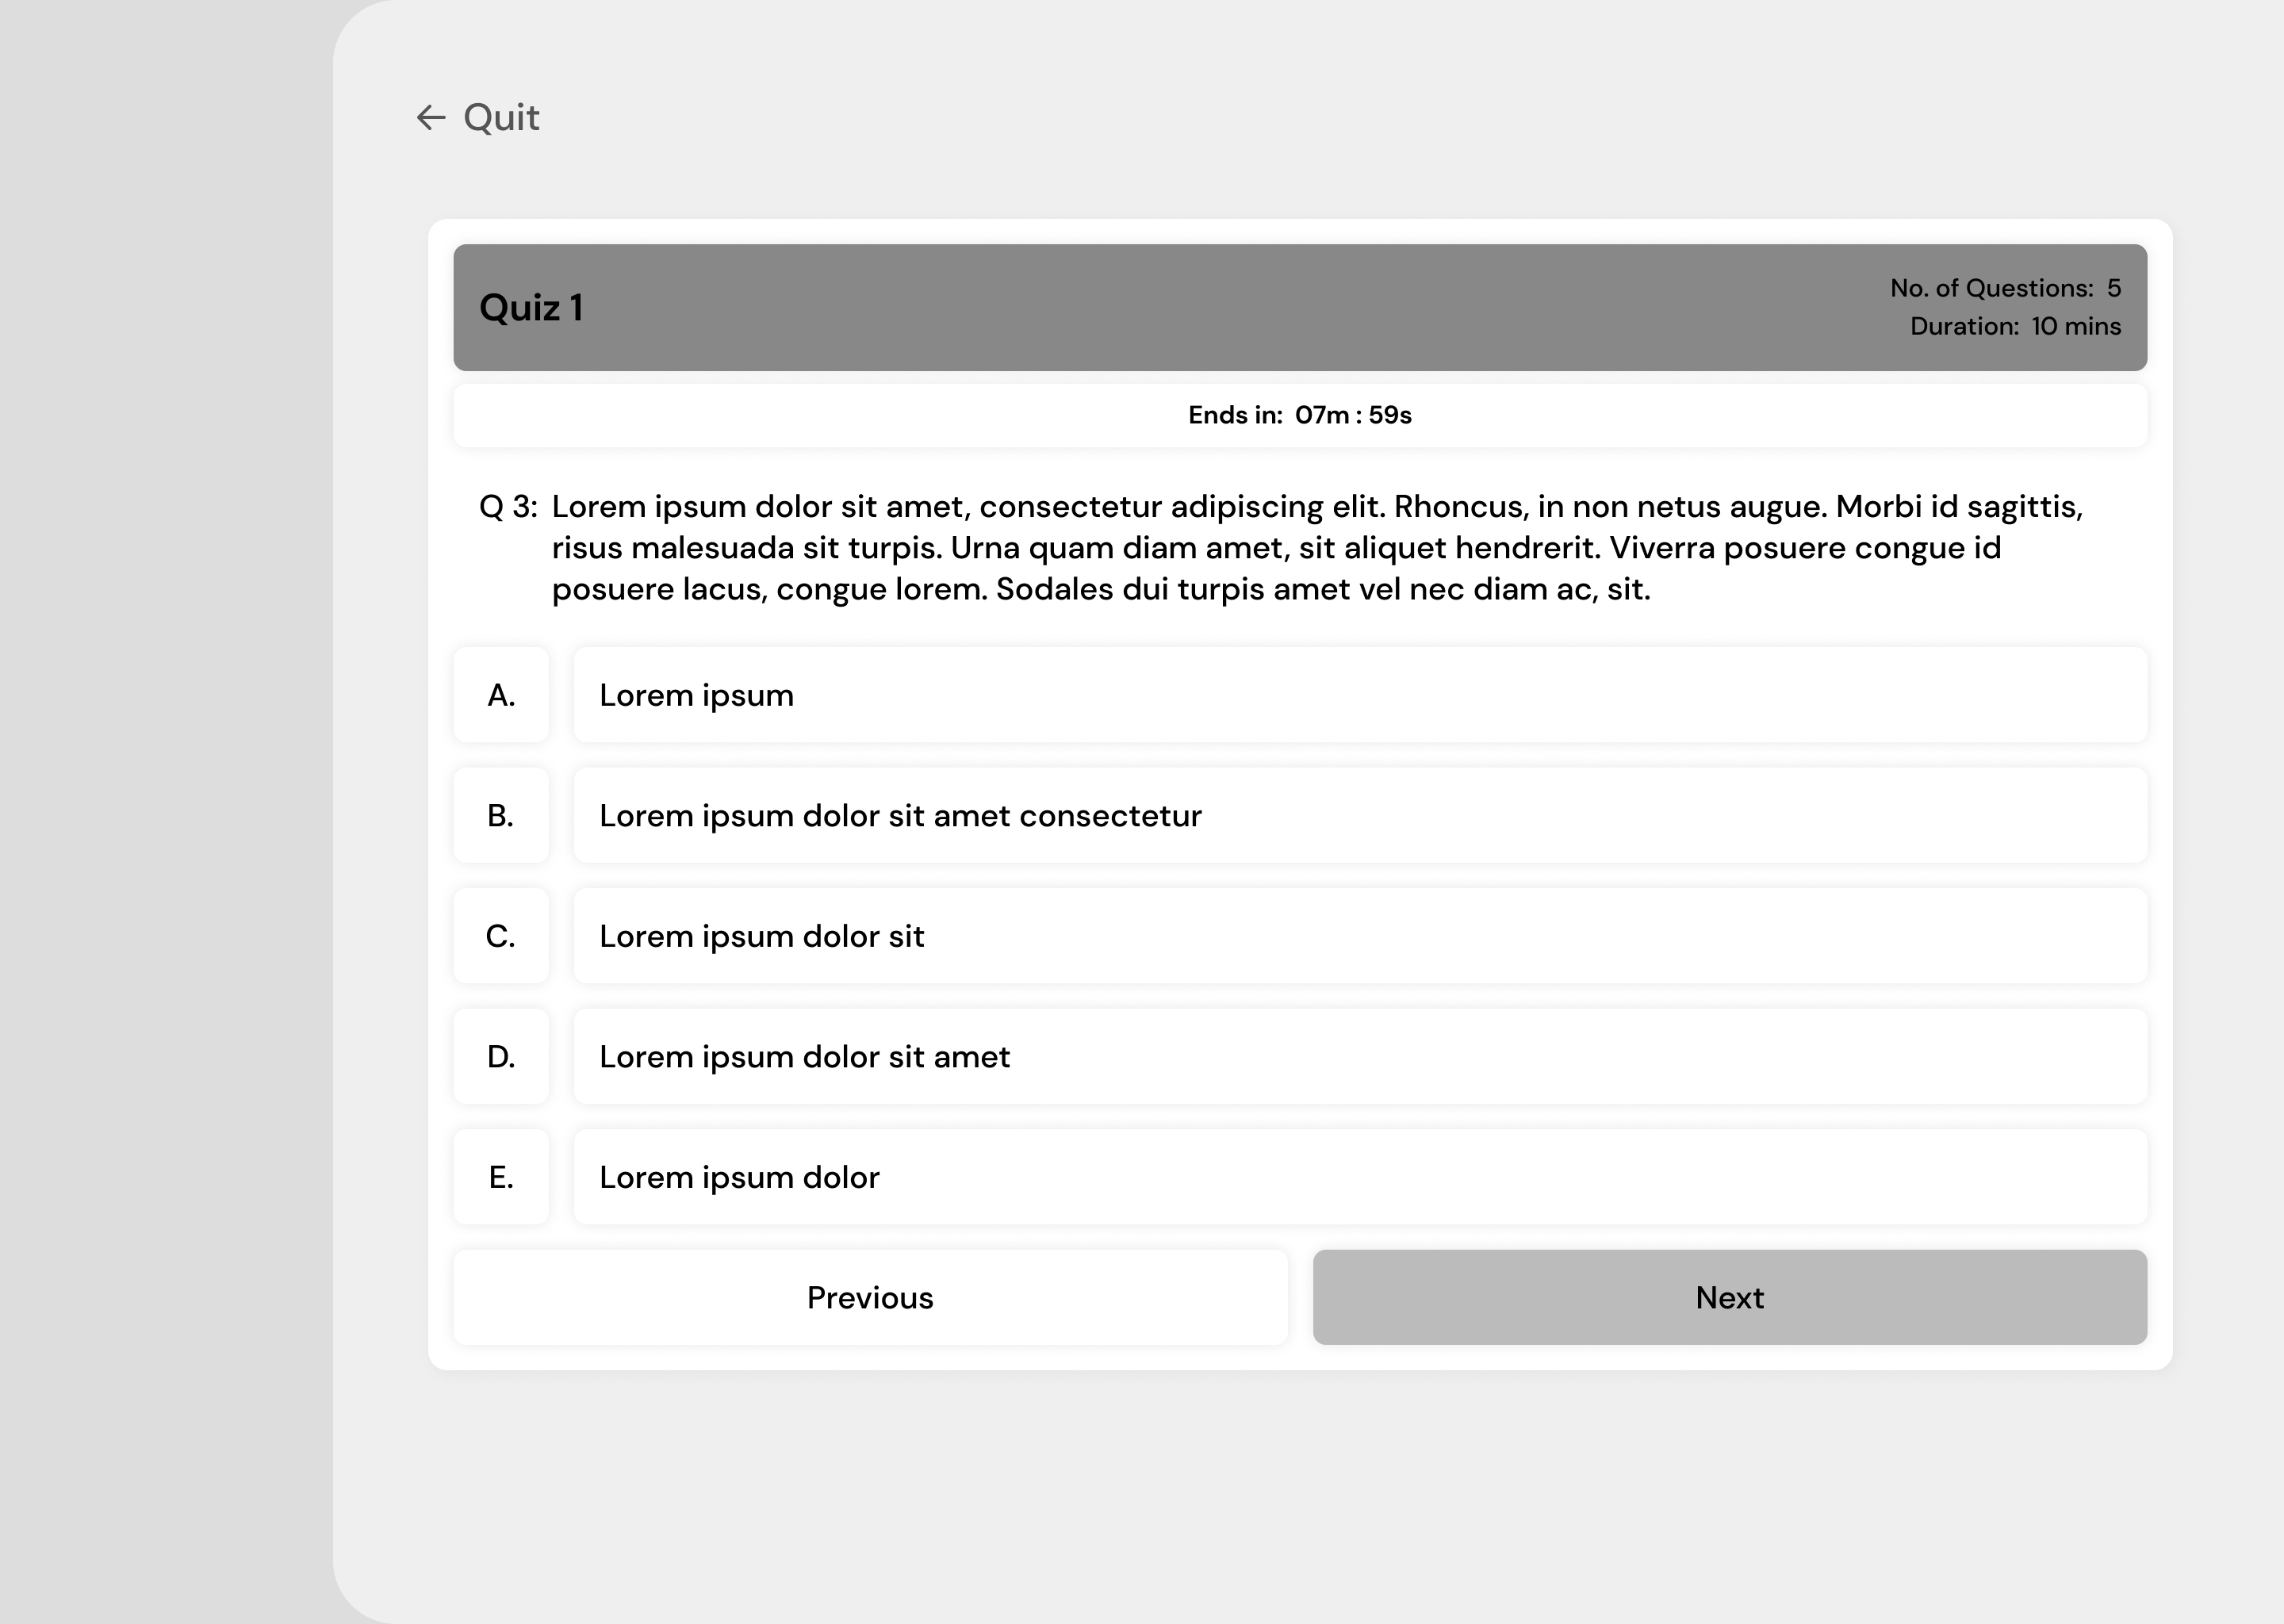 Quit
Quiz 1
No. of Questions: 5
Duration: 10 mins
Ends in: 07m : 59s
Q 3: Lorem ipsum dolor sit amet, consectetur adipiscing elit. Rhoncus, in non netus augue. Morbi id sagittis,
risus malesuada sit turpis. Urna quam diam amet, sit aliquet hendrerit. Viverra posuere congue id
posuere lacus, congue lorem. Sodales dui turpis amet vel nec diam ac, sit.
A. Lorem ipsum
B. Lorem ipsum dolor sit amet consectetur
C. Lorem ipsum dolor sit
D. Lorem ipsum dolor sit amet
E. Lorem ipsum dolor
Previous
Next